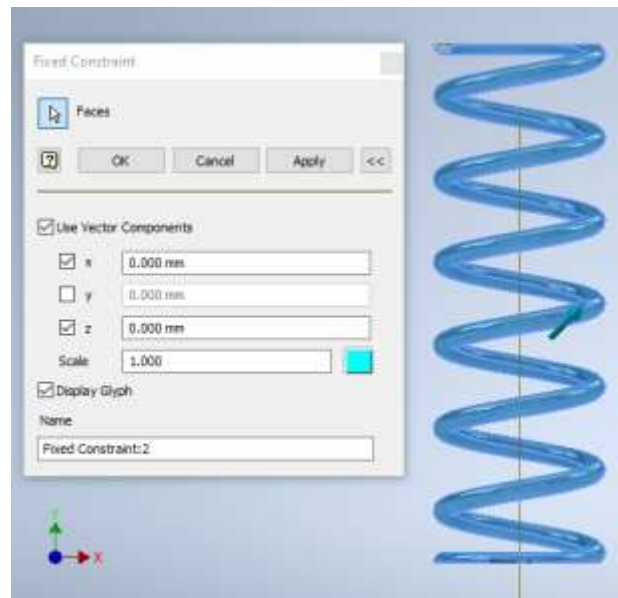 Fixed Constraint
Faces
OK Cancel Apply <<
Use Vector Components
x 0.000 mm
y 0.000 mm
z 0.000 mm
Scale 1.000
Display Glyph
Name
Fixed Constraint:2
Y
X